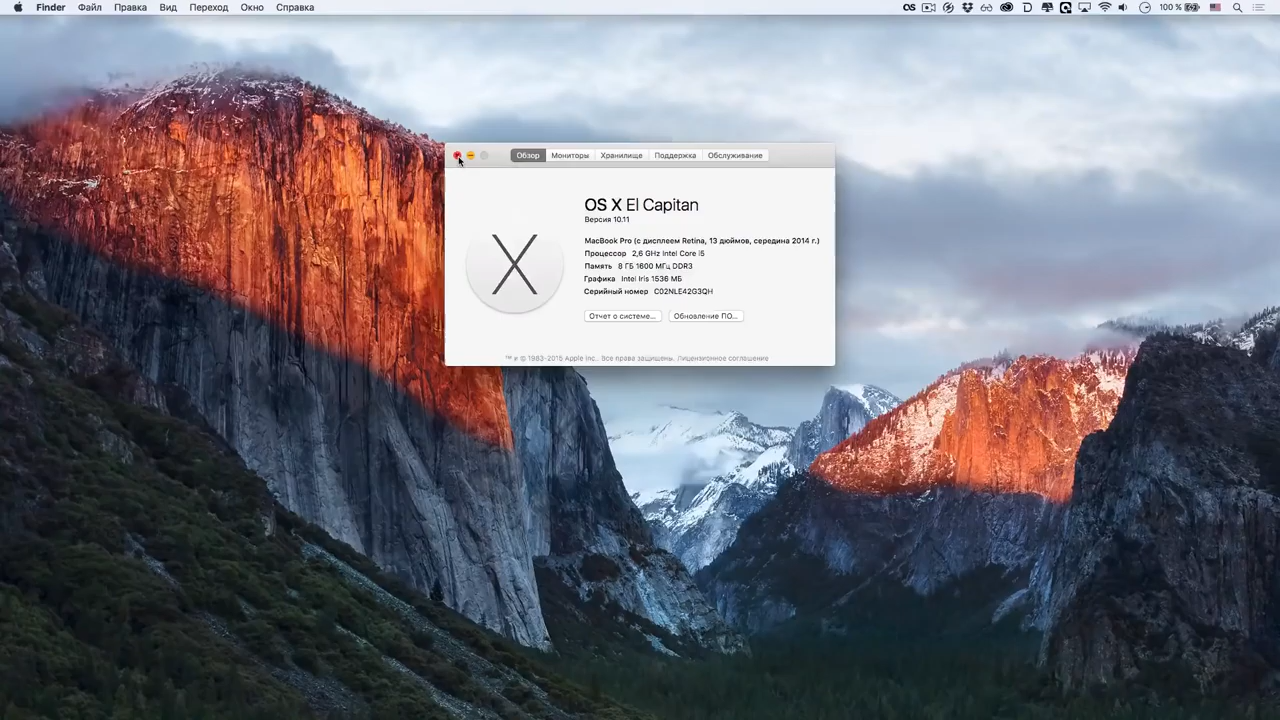 Finder Файл Правка Вид Переход Окно Справка 100 %
Обзор Мониторы Хранилище Поддержка Обслуживание
OS X El Capitan
Версия 10.11
MacBook Pro (с дисплеем Retina, 13 дюймов, середина 2014 г.)
Процессор 2,6 GHz Intel Core i5
Память 8 ГБ 1600 МГц DDR3
Графика Intel Iris 1536 МБ
Серийный номер C02NLE42G3QH
Отчет о системе... Обновление ПО...
™ и © 1983-2015 Apple Inc., Все права защищены. Лицензионное соглашение